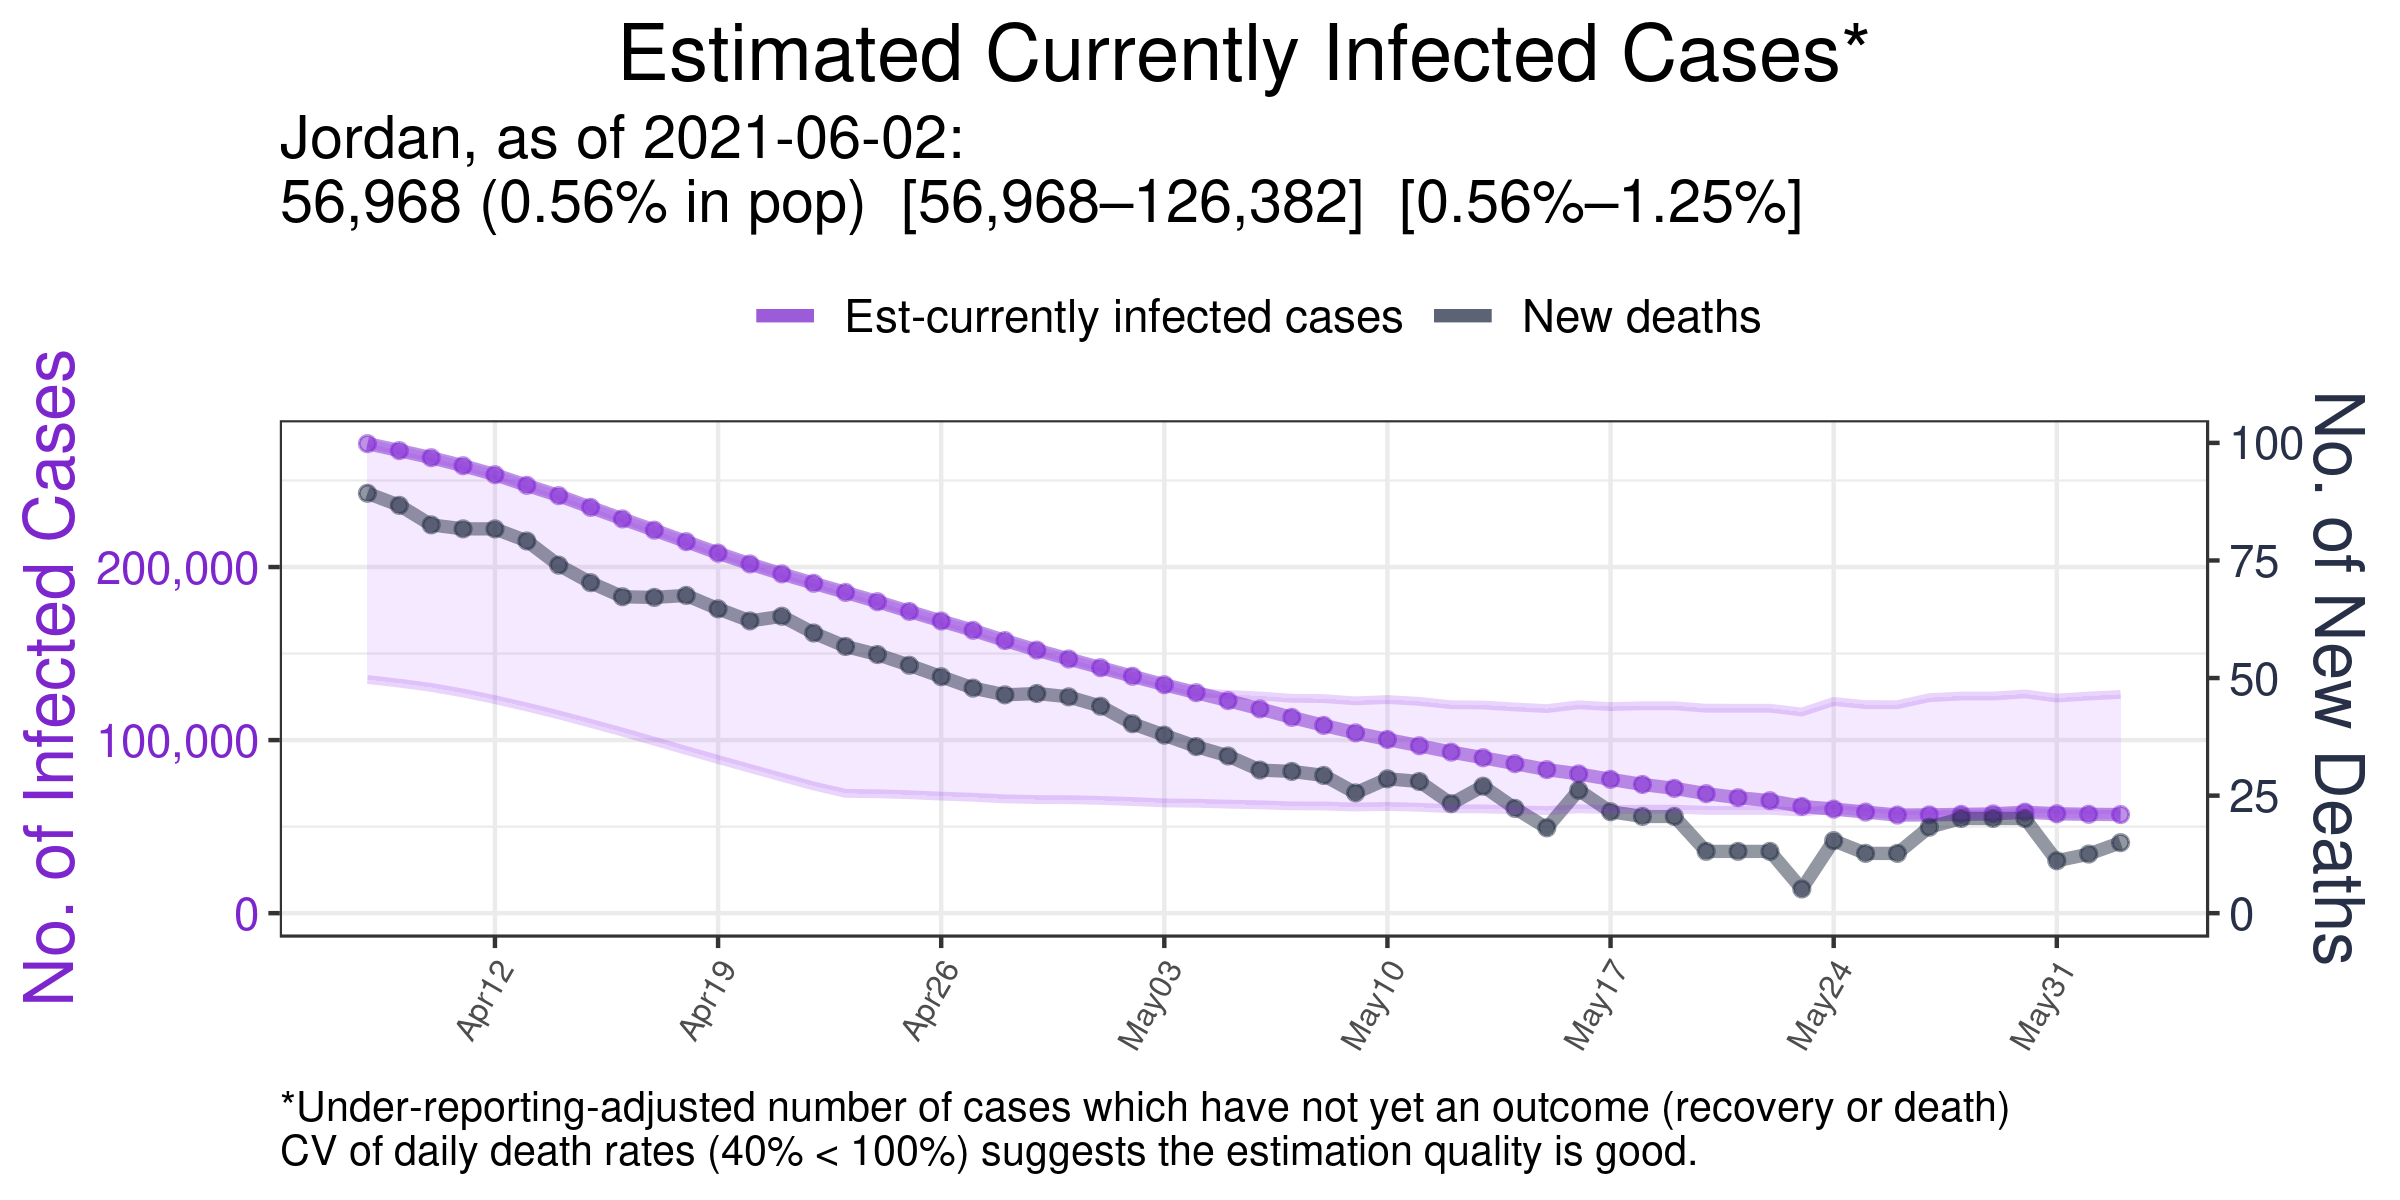 Estimated Currently Infected Cases*
Jordan, as of 2021-06-02:
56,968 (0.56% in pop)  [56,968–126,382]  [0.56%–1.25%]
Est-currently infected cases
New deaths
No. of Infected Cases
200,000
100,000
0
100
75
50
25
0
No. of New Deaths
Apr12
Apr19
Apr26
May03
May10
May17
May24
May31
*Under-reporting-adjusted number of cases which have not yet an outcome (recovery or death)
CV of daily death rates (40% < 100%) suggests the estimation quality is good.